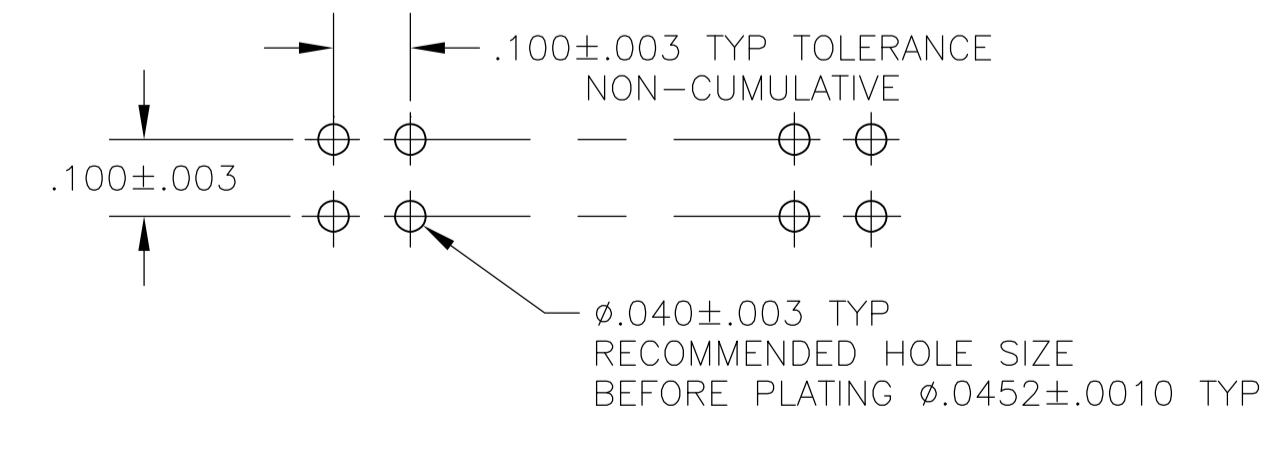 .100±.003 TYP TOLERANCE
NON-CUMULATIVE
.100±.003
ø.040±.003 TYP
RECOMMENDED HOLE SIZE
BEFORE PLATING ø.0452±.0010 TYP